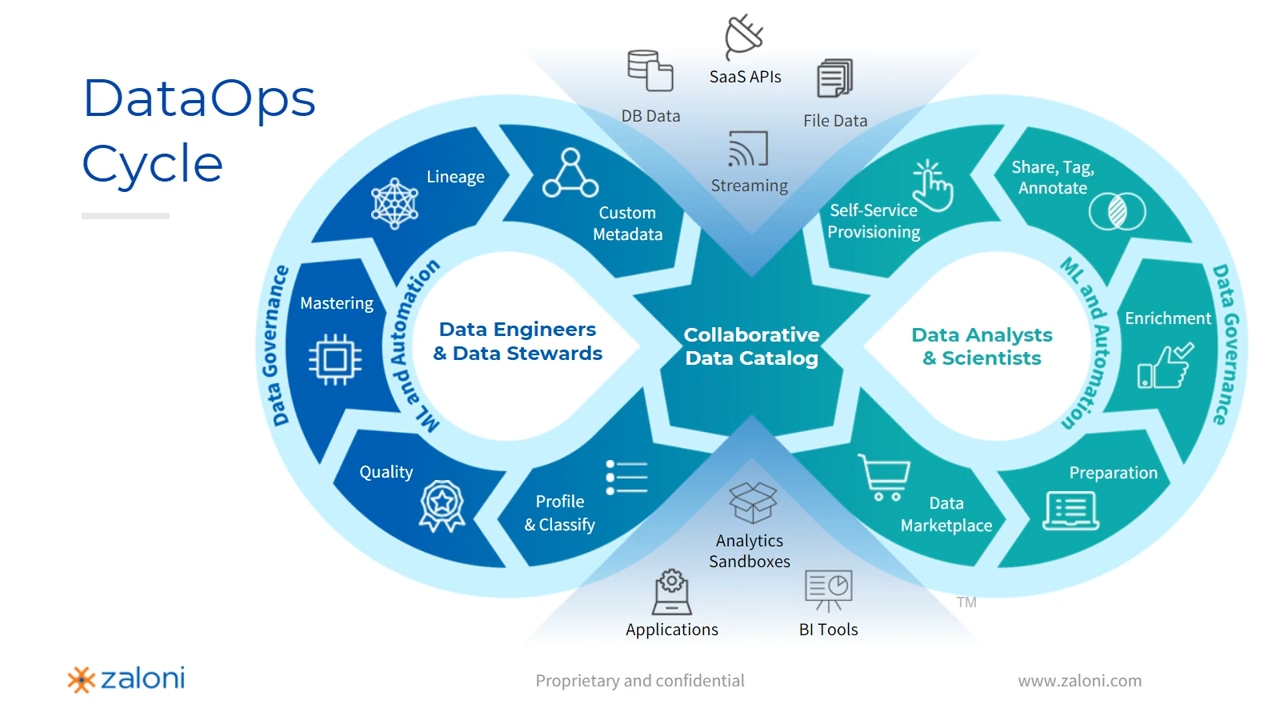 DataOps
Cycle
SaaS APIs
DB Data
File Data
Streaming
Lineage
Custom
Metadata
Self-Service
Provisioning
Share, Tag,
Annotate
Data Governance
Mastering
ML and Automation
Data Engineers
& Data Stewards
Collaborative
Data Catalog
Data Analysts
& Scientists
ML and Automation
Enrichment
Data Governance
Quality
Profile
& Classify
Analytics
Sandboxes
Data
Marketplace
Preparation
Applications
BI Tools
TM
zaloni
Proprietary and confidential
www.zaloni.com